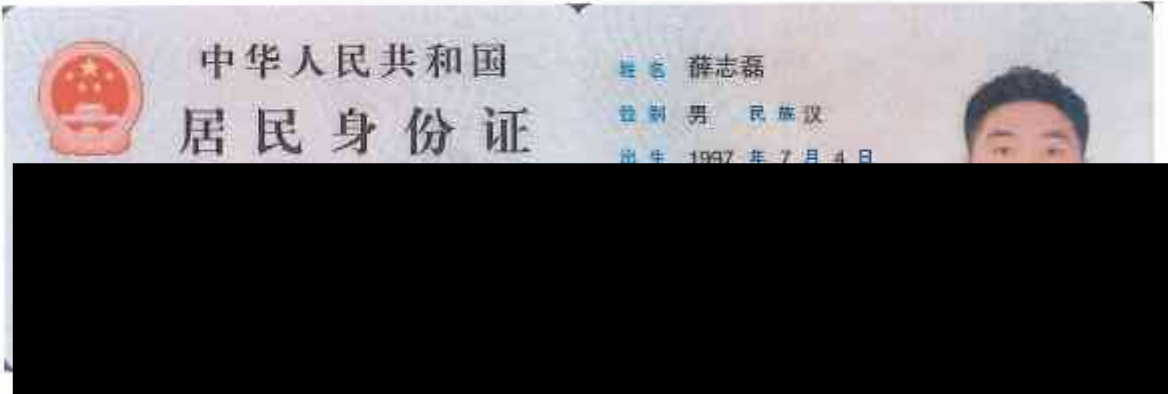 中华人民共和国
居民身份证
姓名 薛志磊
性别 男 民族 汉
出生 1997 年 7 月 4 日